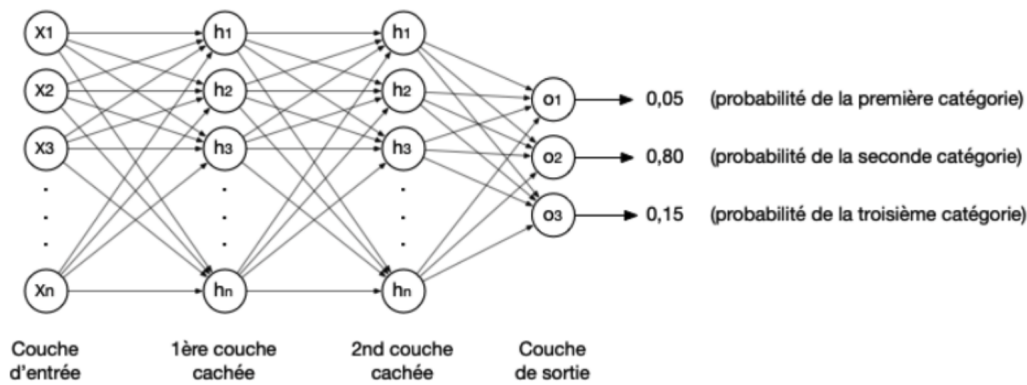 x1 h1 h1
x2 h2 h2 o1 0,05 (probabilité de la première catégorie)
x3 h3 h3 o2 0,80 (probabilité de la seconde catégorie)
o3 0,15 (probabilité de la troisième catégorie)
xn hn hn
Couche 1ère couche 2nd couche Couche
d'entrée cachée cachée de sortie